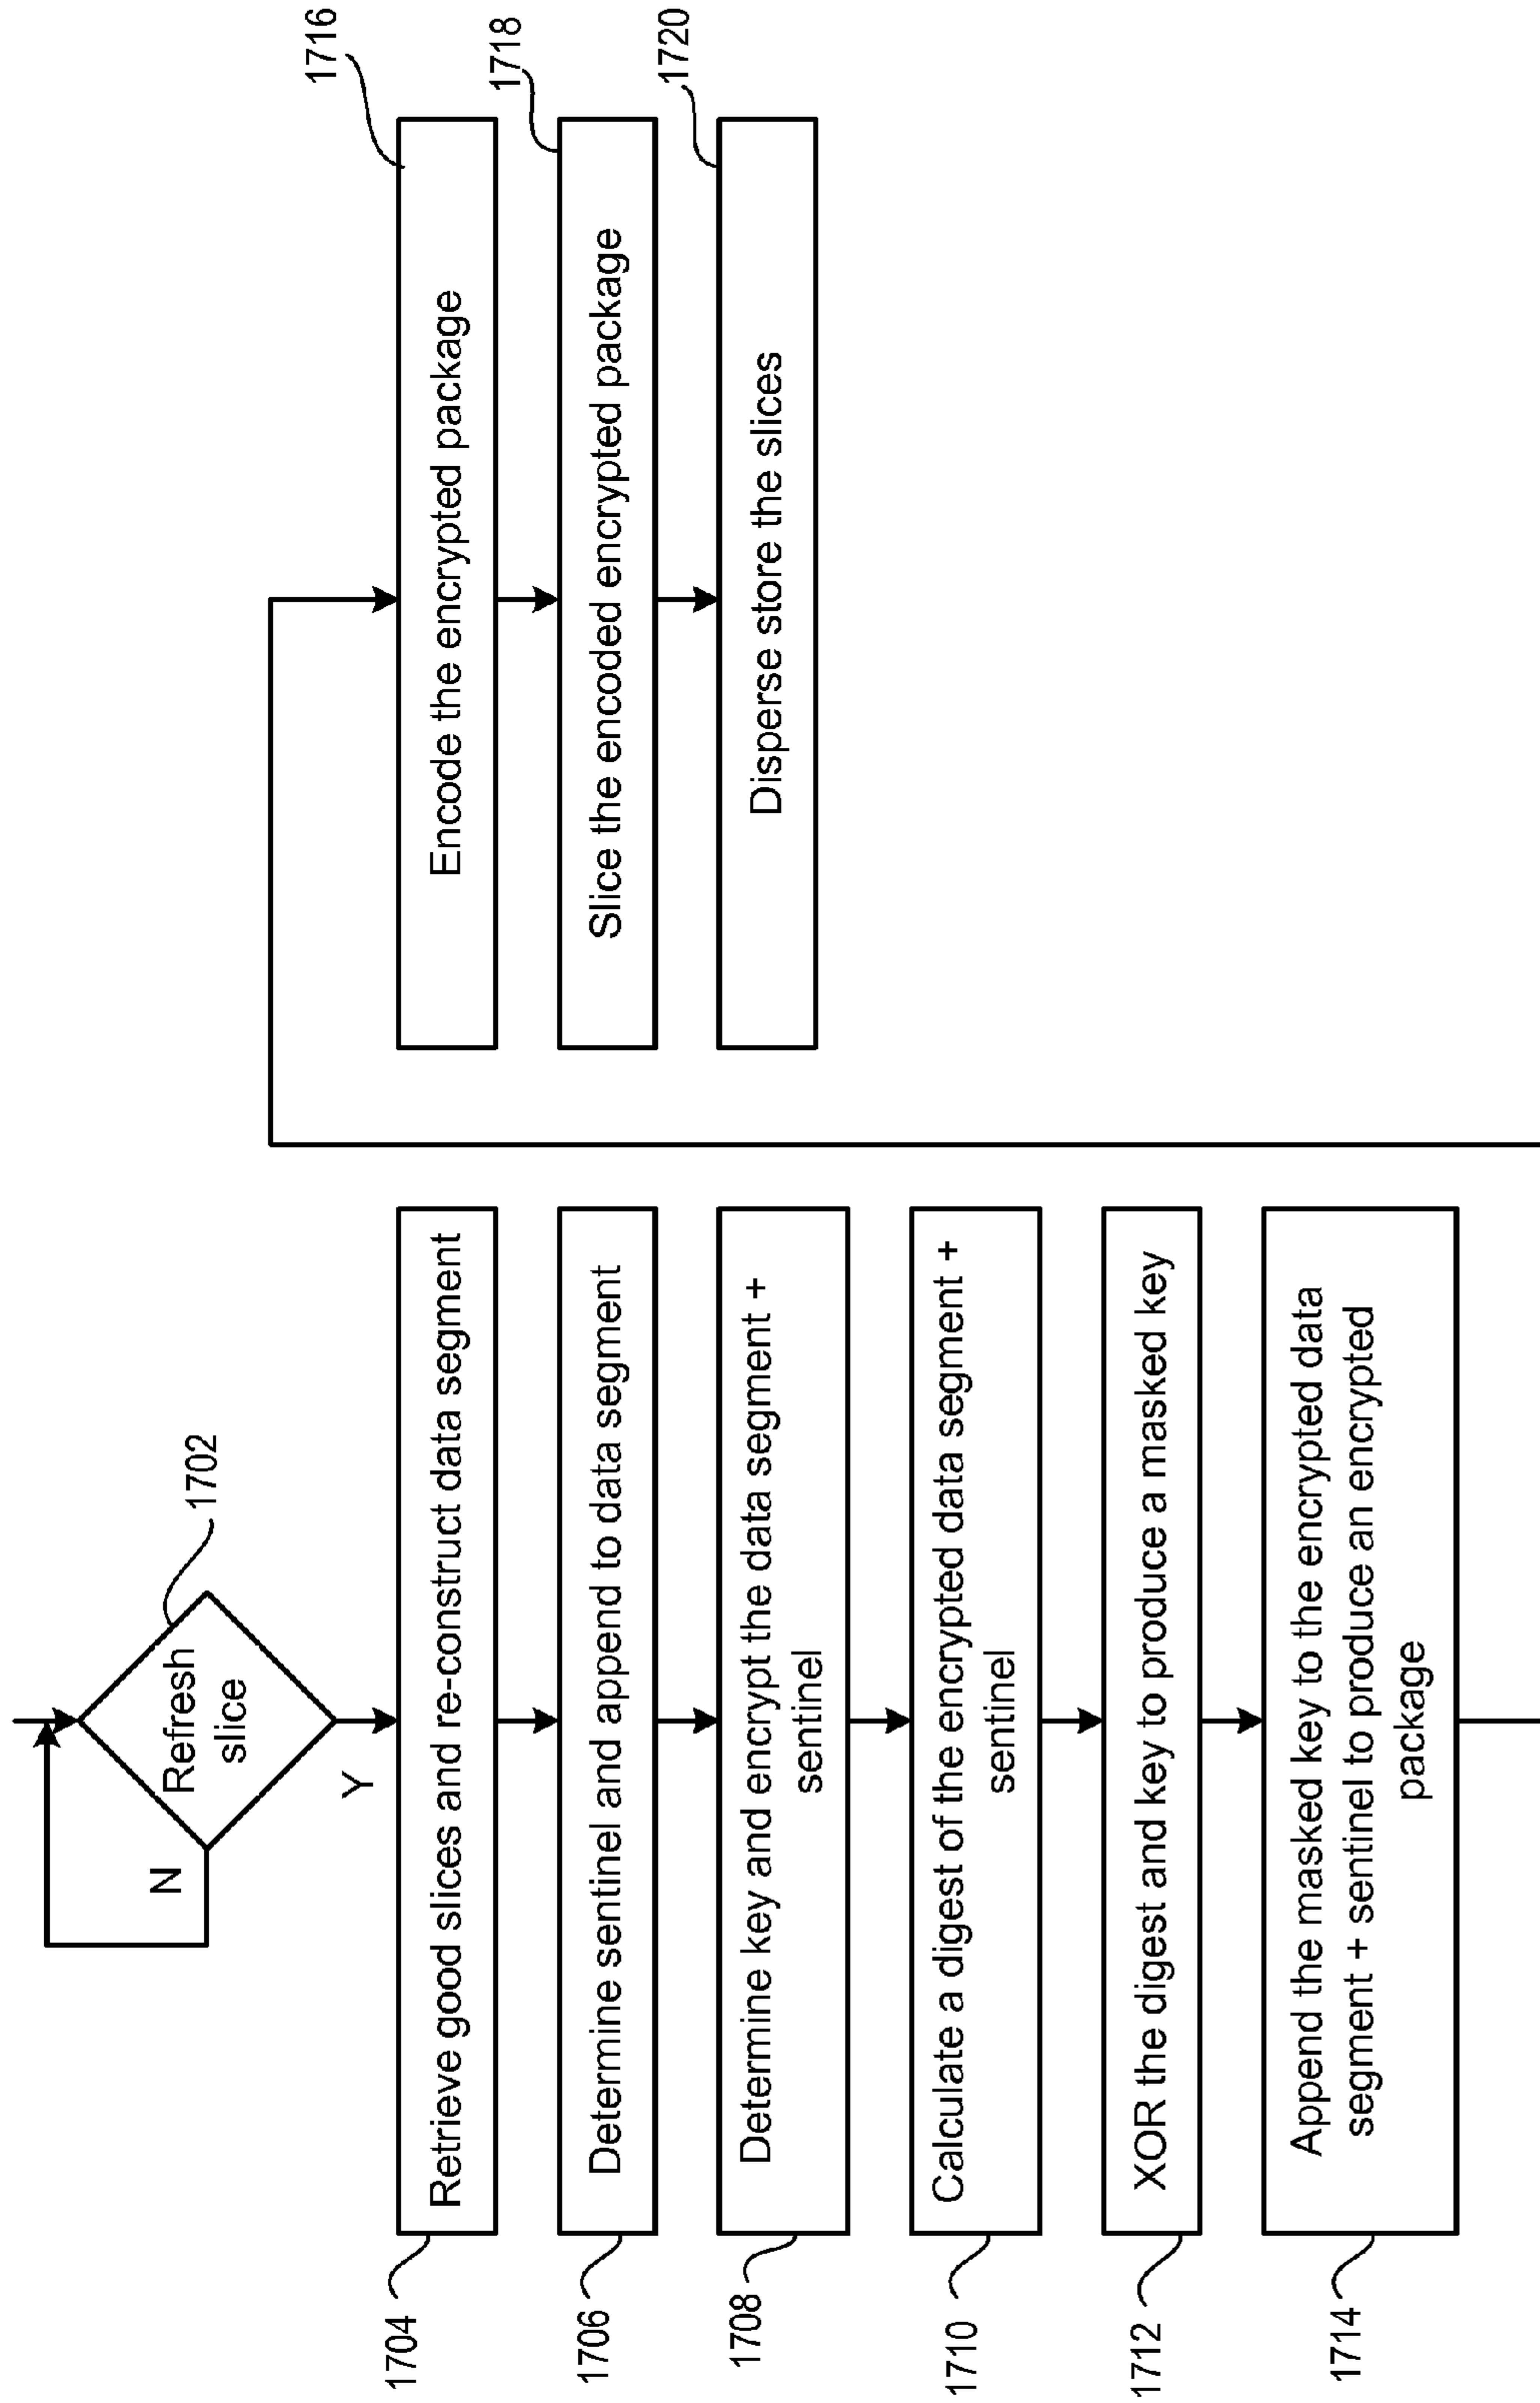 1702
Refresh
slice
N
Y
1704
Retrieve good slices and re-construct data segment
1706
Determine sentinel and append to data segment
1708
Determine key and encrypt the data segment +
sentinel
1710
Calculate a digest of the encrypted data segment +
sentinel
1712
XOR the digest and key to produce a masked key
1714
Append the masked key to the encrypted data
segment + sentinel to produce an encrypted
package
1716
Encode the encrypted package
1718
Slice the encoded encrypted package
1720
Disperse store the slices